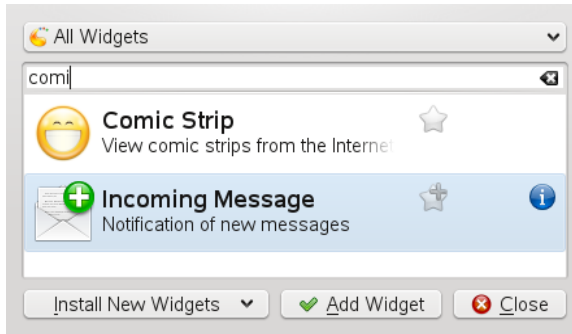 All Widgets
comi
Comic Strip
View comic strips from the Internet
Incoming Message
Notification of new messages
Install New Widgets
Add Widget
Close